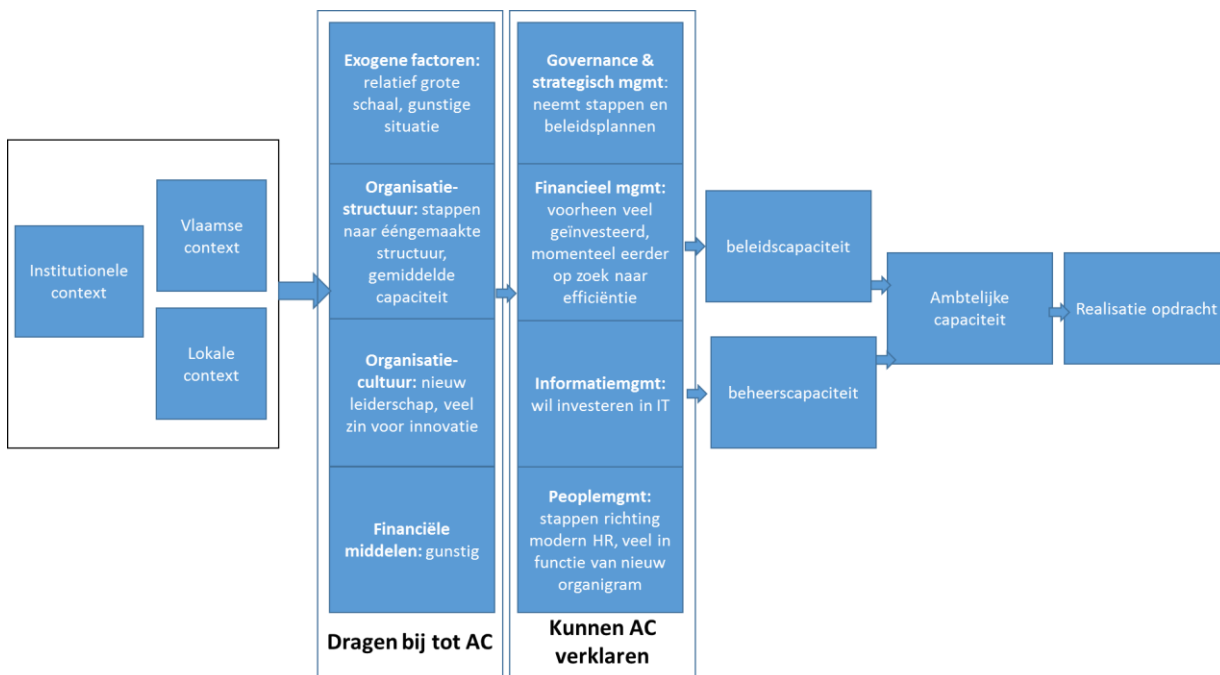 Institutionele
context
Vlaamse
context
Lokale
context
Exogene factoren:
relatief grote
schaal, gunstige
situatie
Organisatie-
structuur: stappen
naar ééngemaakte
structuur,
gemiddelde
capaciteit
Organisatie-
cultuur: nieuw
leiderschap, veel
zin voor innovatie
Financiële
middelen: gunstig
Dragen bij tot AC
Governance &
strategisch mgmt:
neemt stappen en
beleidsplannen
Financieel mgmt:
voorheen veel
geïnvesteerd,
momenteel eerder
op zoek naar
efficiëntie
Informatiemgmt:
wil investeren in IT
Peoplemgmt:
stappen richting
modern HR, veel in
functie van nieuw
organigram
Kunnen AC
verklaren
beleidscapaciteit
beheerscapaciteit
Ambtelijke
capaciteit
Realisatie opdracht